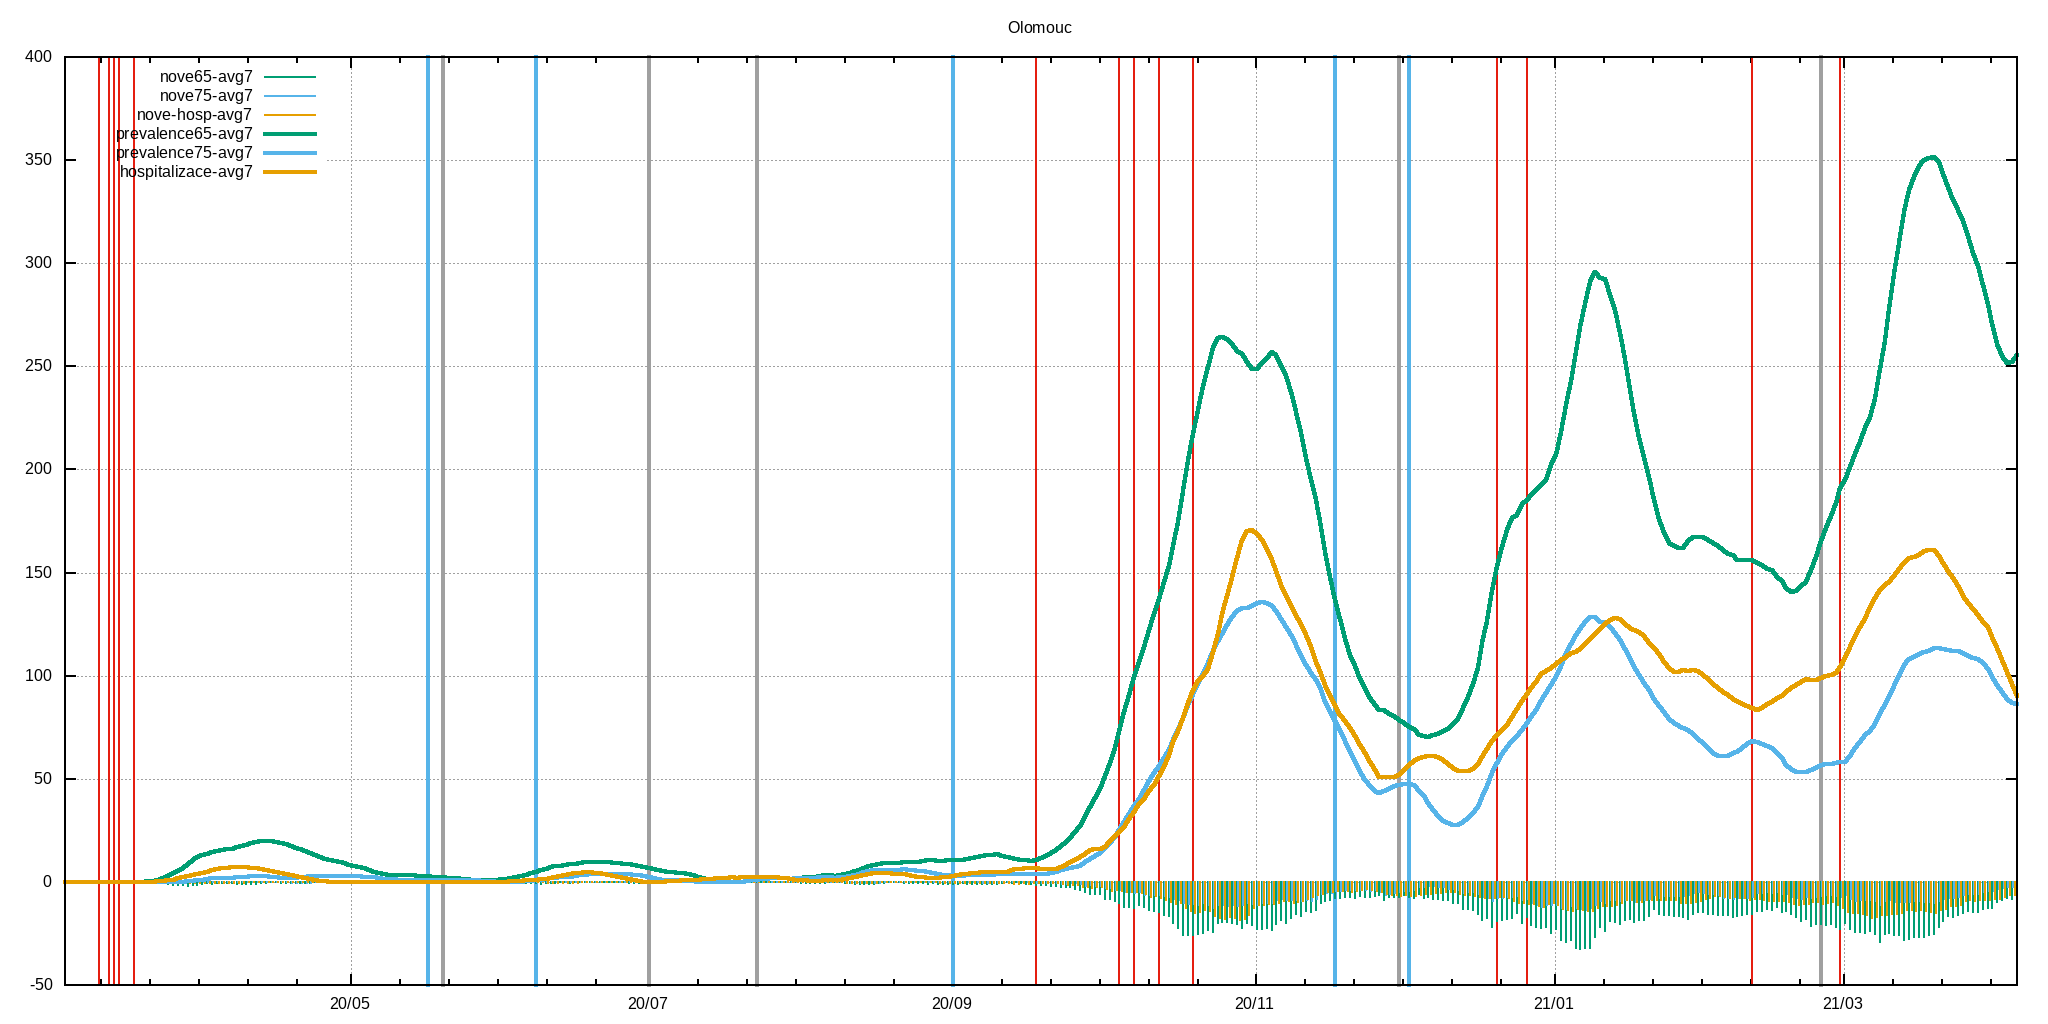 Olomouc
400
350
300
250
200
150
100
50
0
-50
nove65-avg7
nove75-avg7
nove-hosp-avg7
prevalence65-avg7
prevalence75-avg7
hospitalizace-avg7
20/05 20/07 20/09 20/11 21/01 21/03